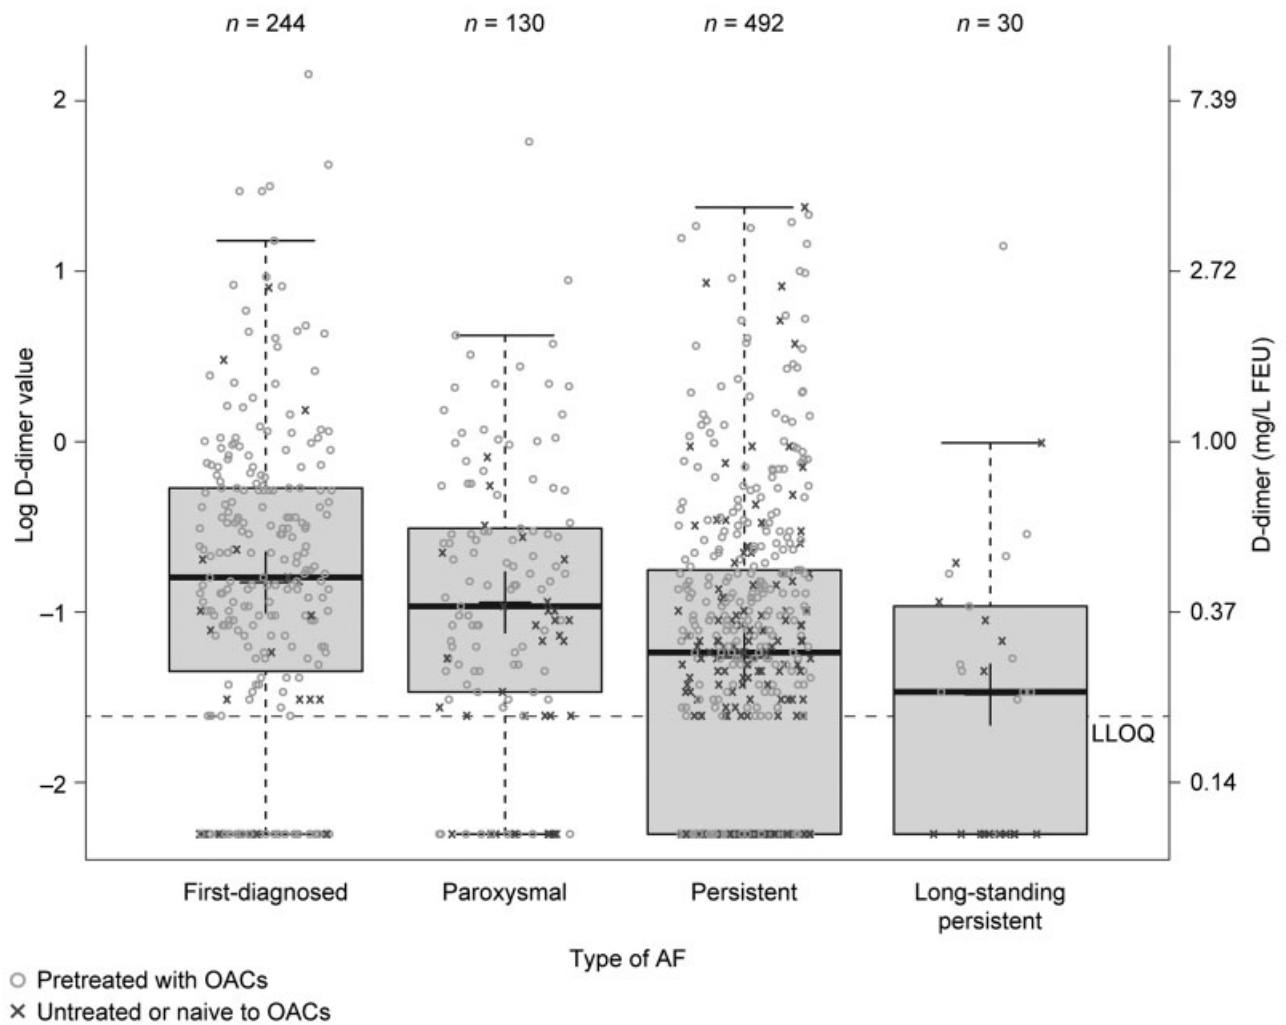 n = 244 n = 130 n = 492 n = 30
2 7.39
1 2.72
0 1.00
–1 0.37
–2 0.14
Log D-dimer value
D-dimer (mg/L FEU)
LLOQ
First-diagnosed Paroxysmal Persistent Long-standing
persistent
Type of AF
Pretreated with OACs
Untreated or naive to OACs